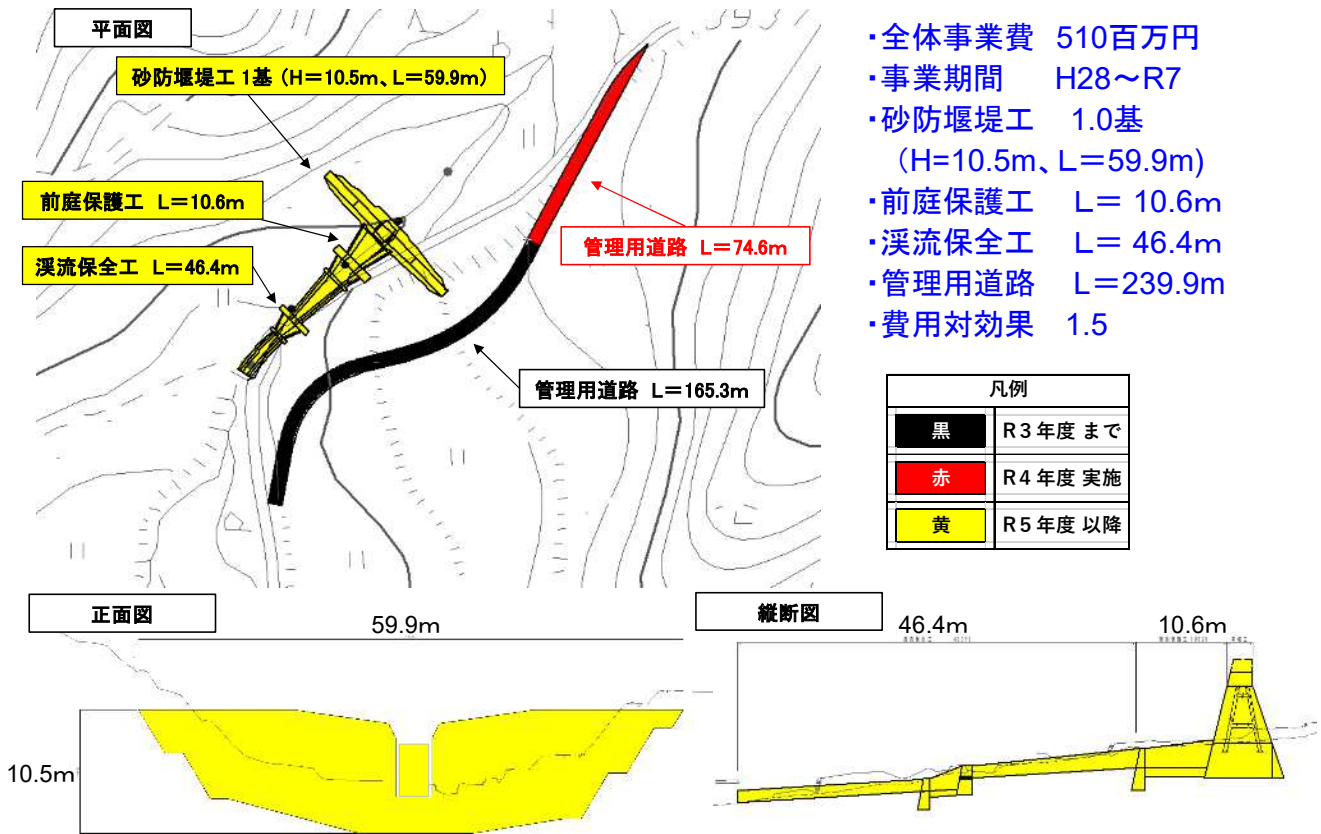 平面図
砂防堰堤工 1基 (H=10.5m、L=59.9m)
前庭保護工 L=10.6m
渓流保全工 L=46.4m
管理用道路 L=74.6m
管理用道路 L=165.3m
・全体事業費 510百万円
・事業期間 H28～R7
・砂防堰堤工 1.0基
（H=10.5m、L=59.9m)
・前庭保護工 L= 10.6m
・渓流保全工 L= 46.4m
・管理用道路 L=239.9m
・費用対効果 1.5
凡例
黒 R3年度 まで
赤 R4年度 実施
黄 R5年度 以降
正面図
59.9m
10.5m
縦断図
46.4m
10.6m